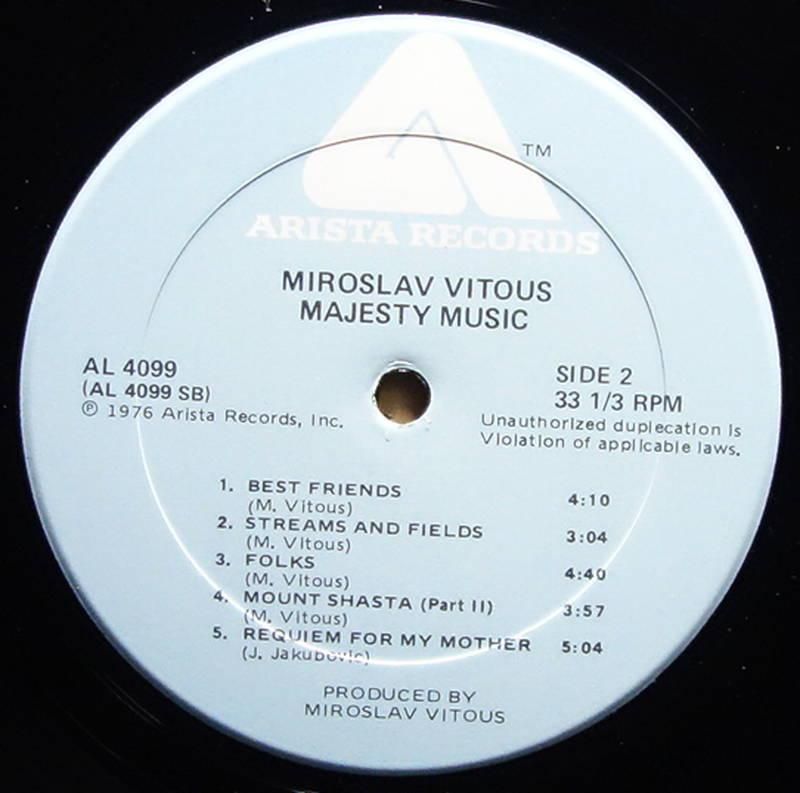 TM
ARISTA RECORDS
MIROSLAV VITOUS
MAJESTY MUSIC
AL 4099
(AL 4099 SB)
℗ 1976 Arista Records, Inc.
SIDE 2
33 1/3 RPM
Unauthorized duplecation is
Violation of applicable laws.
1. BEST FRIENDS 4:10
(M. Vitous)
2. STREAMS AND FIELDS 3:04
(M. Vitous)
3. FOLKS 4:40
(M. Vitous)
4. MOUNT SHASTA (Part II) 3:57
(M. Vitous)
5. REQUIEM FOR MY MOTHER 5:04
(J. Jakubovic)
PRODUCED BY
MIROSLAV VITOUS